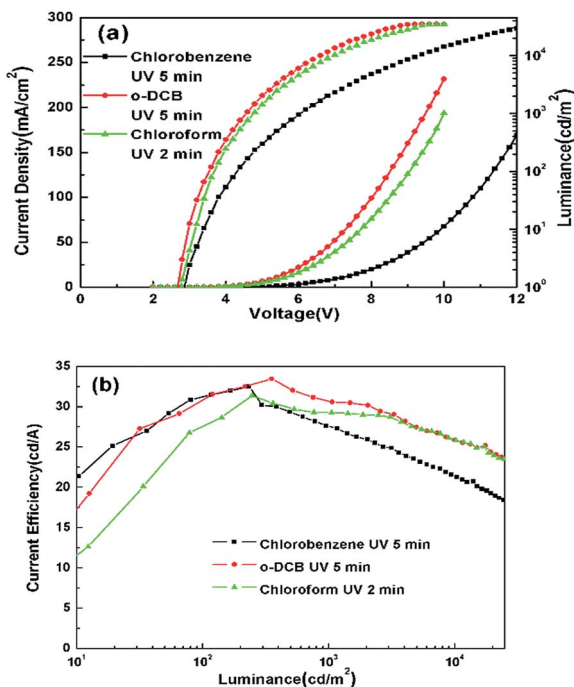 (a)
Chlorobenzene
UV 5 min
o-DCB
UV 5 min
Chloroform
UV 2 min
Current Density(mA/cm²)
300
250
200
150
100
50
0
0 2 4 6 8 10 12
Voltage(V)
10⁴
10³
10²
10¹
10⁰
Luminance(cd/m²)
(b)
Current Efficiency(cd/A)
35
30
25
20
15
10
5
0
Chlorobenzene UV 5 min
o-DCB UV 5 min
Chloroform UV 2 min
10¹ 10² 10³ 10⁴
Luminance(cd/m²)